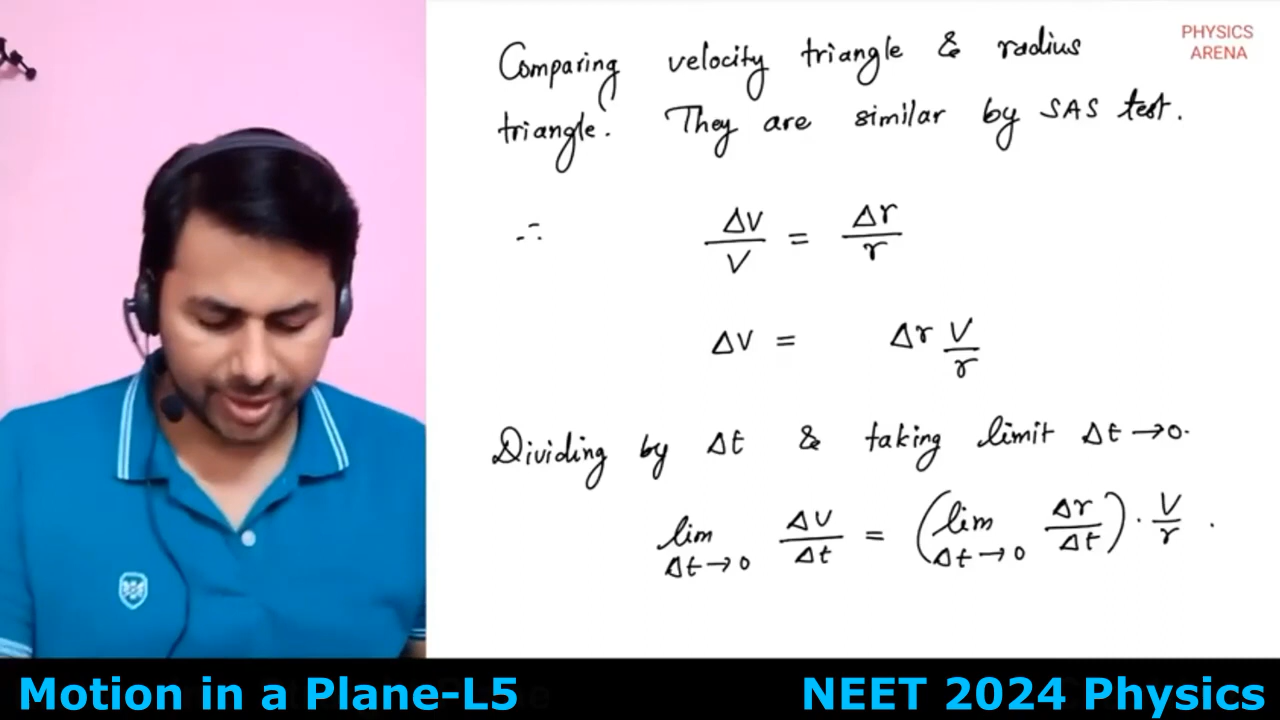 PHYSICS
ARENA
Comparing velocity triangle & radius
triangle. They are similar by SAS test.
∴ ΔV/V = Δr/r
ΔV = Δr V/r
Dividing by Δt & taking limit Δt → 0.
lim Δt→0 ΔV/Δt = (lim Δt→0 Δr/Δt) · V/r .
Motion in a Plane-L5
NEET 2024 Physics